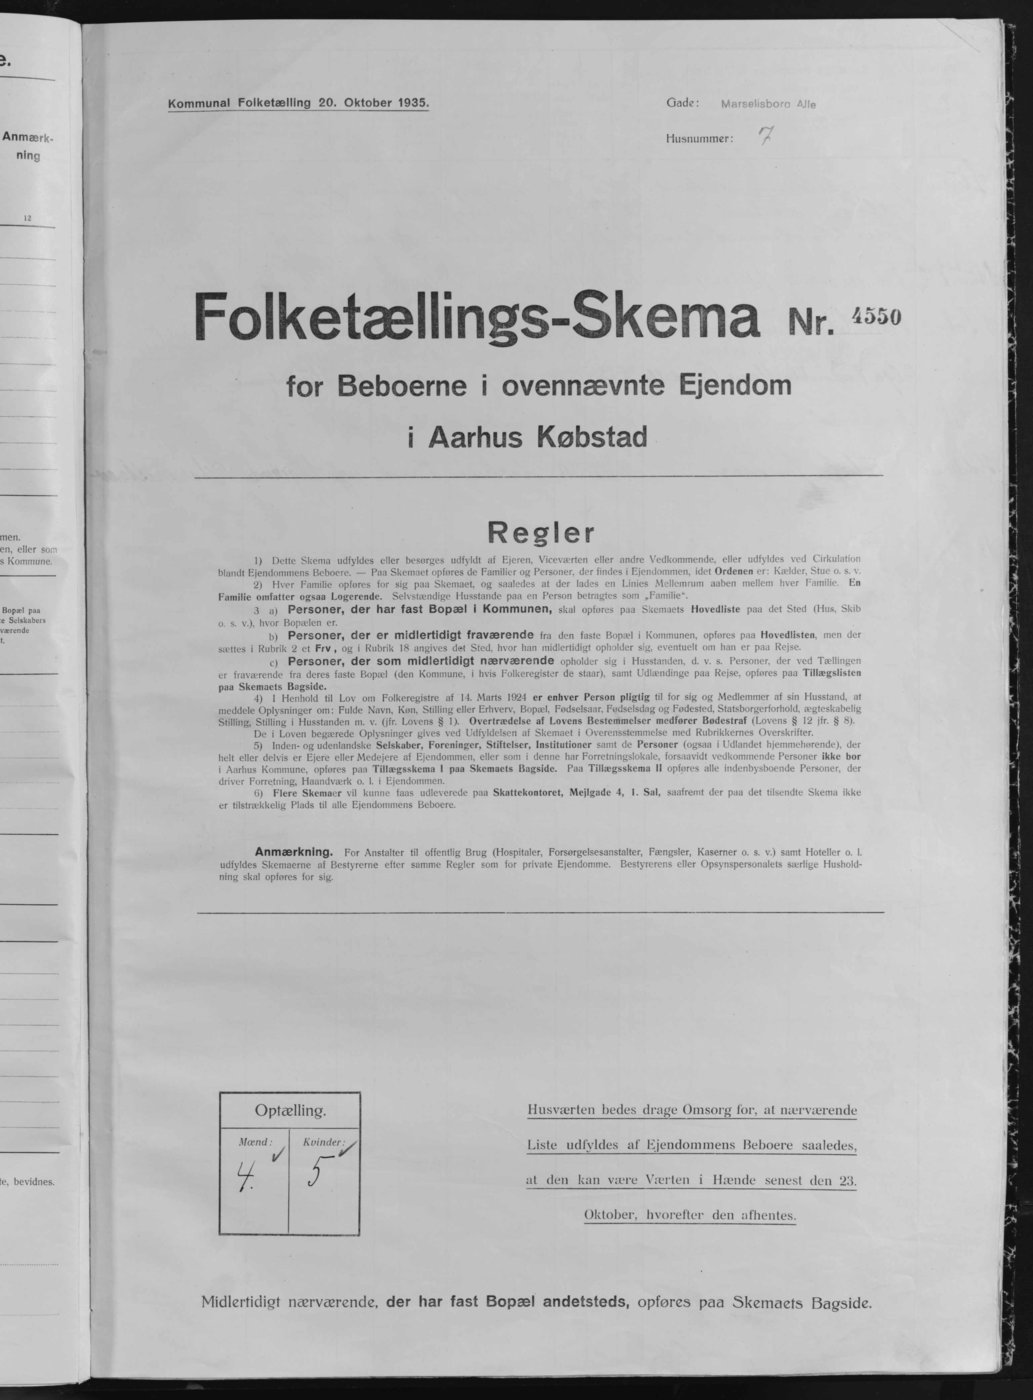 e.
Anmærk-
ning
12
men.
en, eller som
s Kommune.
Bopæl paa
te Selskabers
værende
t.
te, bevidnes.
Kommunal Folketælling 20. Oktober 1935.
Gade: Marselisborg Alle
Husnummer: 7
Folketællings-Skema Nr. 4550
for Beboerne i ovennævnte Ejendom
i Aarhus Købstad
Regler
1) Dette Skema udfyldes eller besørges udfyldt af Ejeren, Viceværten eller andre Vedkommende, eller udfyldes ved Cirkulation
blandt Ejendommens Beboere. — Paa Skemaet opføres de Familier og Personer, der findes i Ejendommen, idet Ordenen er: Kælder, Stue o. s. v.
2) Hver Familie opføres for sig paa Skemaet, og saaledes at der lades en Linies Mellemrum aaben mellem hver Familie. En
Familie omfatter ogsaa Logerende. Selvstændige Husstande paa en Person betragtes som „Familie“.
3 a) Personer, der har fast Bopæl i Kommunen, skal opføres paa Skemaets Hovedliste paa det Sted (Hus, Skib
o. s. v.), hvor Bopælen er.
b) Personer, der er midlertidigt fraværende fra den faste Bopæl i Kommunen, opføres paa Hovedlisten, men der
sættes i Rubrik 2 et Frv, og i Rubrik 18 angives det Sted, hvor han midlertidigt opholder sig, eventuelt om han er paa Rejse.
c) Personer, der som midlertidigt nærværende opholder sig i Husstanden, d. v. s. Personer, der ved Tællingen
er fraværende fra deres faste Bopæl (den Kommune, i hvis Folkeregister de staar), samt Udlændinge paa Rejse, opføres paa Tillægslisten
paa Skemaets Bagside.
4) I Henhold til Lov om Folkeregistre af 14. Marts 1924 er enhver Person pligtig til for sig og Medlemmer af sin Husstand, at
meddele Oplysninger om: Fulde Navn, Køn, Stilling eller Erhverv, Bopæl, Fødselsaar, Fødselsdag og Fødested, Statsborgerforhold, ægteskabelig
Stilling, Stilling i Husstanden m. v. (jfr. Lovens § 1). Overtrædelse af Lovens Bestemmelser medfører Bødestraf (Lovens § 12 jfr. § 8).
De i Loven begærede Oplysninger gives ved Udfyldelsen af Skemaet i Overensstemmelse med Rubrikkernes Overskrifter.
5) Inden- og udenlandske Selskaber, Foreninger, Stiftelser, Institutioner samt de Personer (ogsaa i Udlandet hjemmehørende), der
helt eller delvis er Ejere eller Medejere af Ejendommen, eller som i denne har Forretningslokale, forsaavidt vedkommende Personer ikke bor
i Aarhus Kommune, opføres paa Tillægsskema I paa Skemaets Bagside. Paa Tillægsskema II opføres alle indenbysboende Personer, der
driver Forretning, Haandværk o. l. i Ejendommen.
6) Flere Skemaer vil kunne faas udleverede paa Skattekontoret, Mejlgade 4, 1. Sal, saafremt der paa det tilsendte Skema ikke
er tilstrækkelig Plads til alle Ejendommens Beboere.
Anmærkning. For Anstalter til offentlig Brug (Hospitaler, Forsørgelsesanstalter, Fængsler, Kaserner o. s. v.) samt Hoteller o. l.
udfyldes Skemaerne af Bestyrerne efter samme Regler som for private Ejendomme. Bestyrerens eller Opsynspersonalets særlige Hushold-
ning skal opføres for sig.
Optælling.
Mænd: Kvinder:
4. 5
Husværten bedes drage Omsorg for, at nærværende
Liste udfyldes af Ejendommens Beboere saaledes,
at den kan være Værten i Hænde senest den 23.
Oktober, hvorefter den afhentes.
Midlertidigt nærværende, der har fast Bopæl andetsteds, opføres paa Skemaets Bagside.